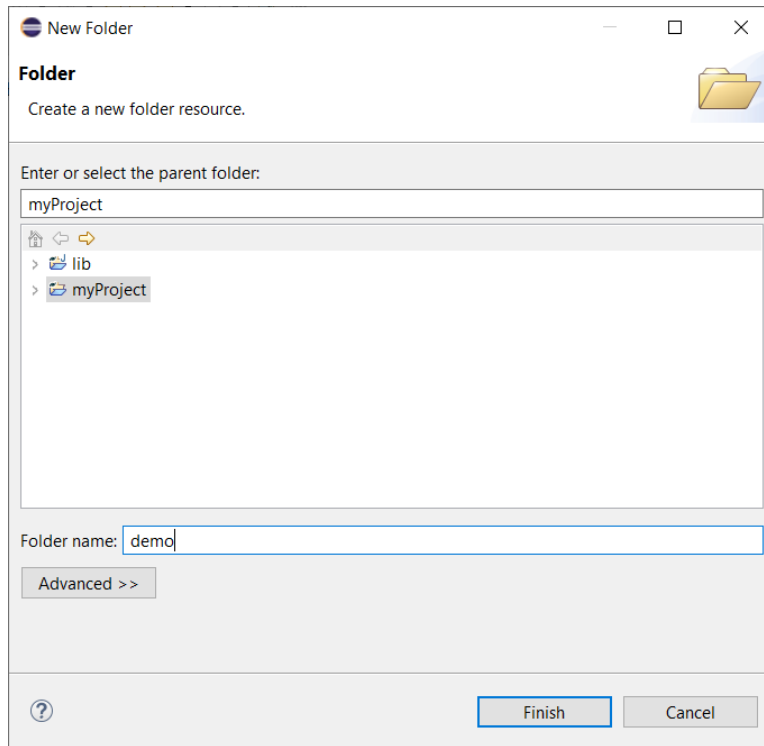 New Folder
Folder
Create a new folder resource.
Enter or select the parent folder:
myProject
lib
myProject
Folder name: demo
Advanced >>
Finish Cancel